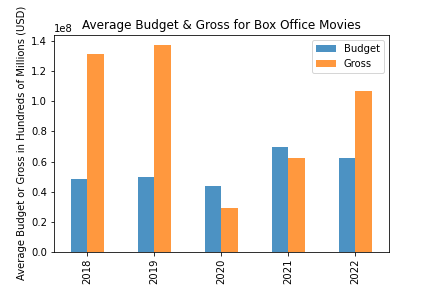 Average Budget & Gross for Box Office Movies
1e8
Average Budget or Gross in Hundreds of Millions (USD)
1.4
1.2
1.0
0.8
0.6
0.4
0.2
0.0
Budget
Gross
2018
2019
2020
2021
2022